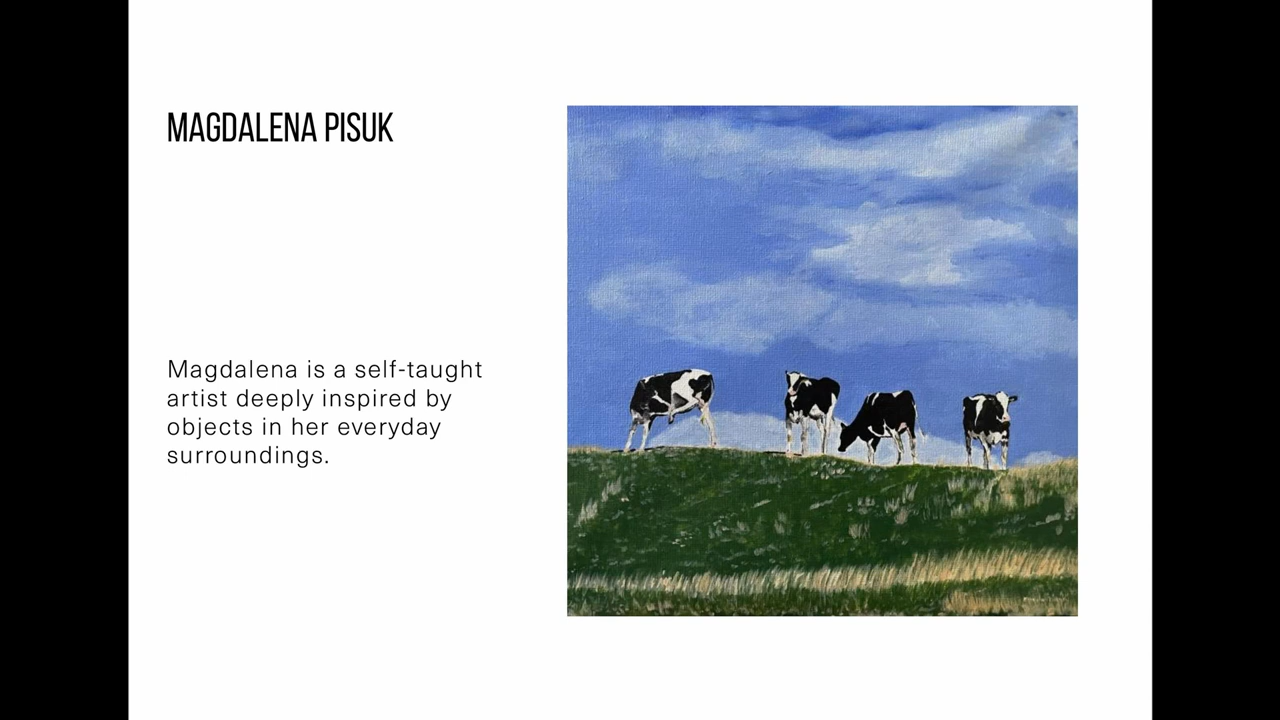 MAGDALENA PISUK
Magdalena is a self-taught
artist deeply inspired by
objects in her everyday
surroundings.